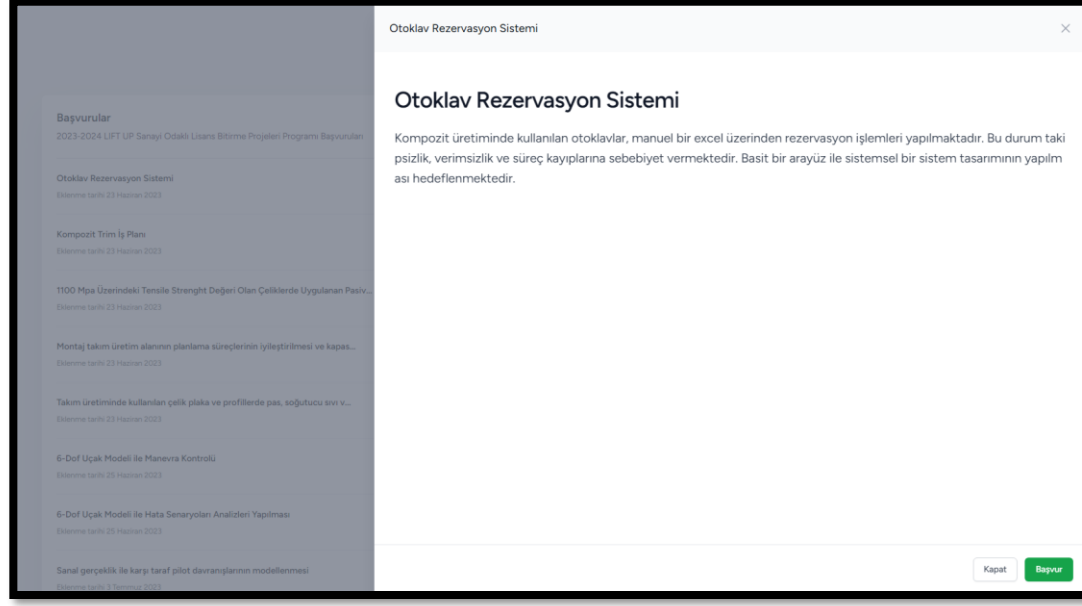 Otoklav Rezervasyon Sistemi
Başvurular
2023-2024 LIFT UP Sanayi Odaklı Lisans Bitirme Projeleri Programı Başvuruları
Otoklav Rezervasyon Sistemi
Eklenme tarihi 23 Haziran 2023
Kompozit Trim İş Planı
Eklenme tarihi 23 Haziran 2023
1100 Mpa Üzerindeki Tensile Strenght Değeri Olan Çeliklerde Uygulanan Pasiv...
Eklenme tarihi 23 Haziran 2023
Montaj takım üretim alanının planlama süreçlerinin iyileştirilmesi ve kapas...
Eklenme tarihi 23 Haziran 2023
Takım üretiminde kullanılan çelik plaka ve profillerde pas, soğutucu sıvı v...
Eklenme tarihi 23 Haziran 2023
6-Dof Uçak Modeli ile Manevra Kontrolü
Eklenme tarihi 25 Haziran 2023
6-Dof Uçak Modeli ile Hata Senaryoları Analizleri Yapılması
Eklenme tarihi 25 Haziran 2023
Sanal gerçeklik ile karşı taraf pilot davranışlarının modellenmesi
Eklenme tarihi 3 Temmuz 2023
Otoklav Rezervasyon Sistemi
Kompozit üretiminde kullanılan otoklavlar, manuel bir excel üzerinden rezervasyon işlemleri yapılmaktadır. Bu durum taki
psizlik, verimsizlik ve süreç kayıplarına sebebiyet vermektedir. Basit bir arayüz ile sistemsel bir sistem tasarımının yapılm
ası hedeflenmektedir.
Kapat
Başvur